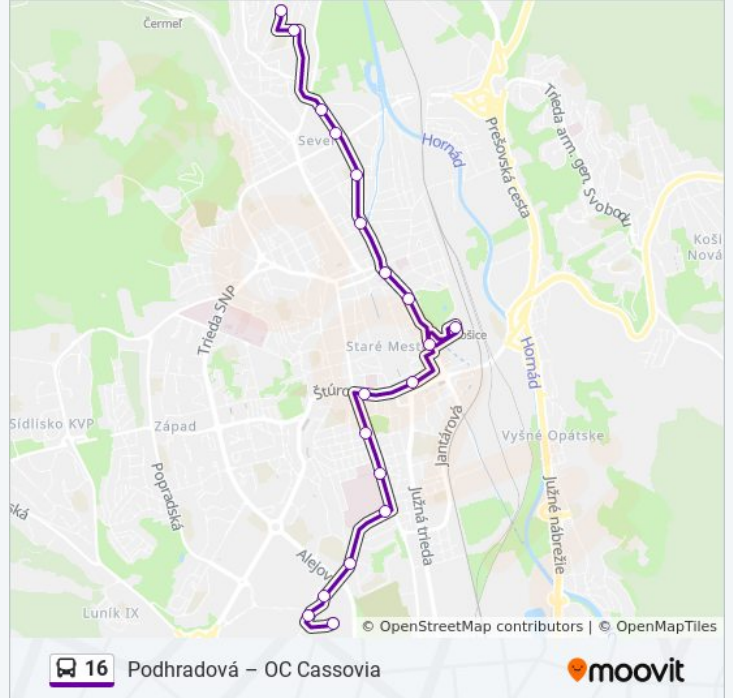 Čermeľ
Sever
Hornád
Prešovská cesta
Trieda arm. gen. Svobodu
Koši
Nová
Trieda SNP
ošice
Staré Mest
Hornád
Štúro
Sídlisko KVP
Západ
Jantárová
Vyšné Opátske
Popradská
ská
Južná trieda
Južné nábrežie
Alejov
Luník IX
© OpenStreetMap contributors | © OpenMapTiles
16 Podhradová – OC Cassovia
moovit